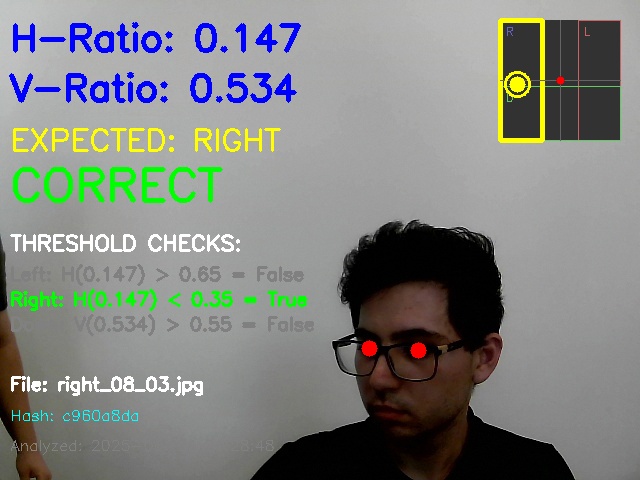 H-Ratio: 0.147
V-Ratio: 0.534
R
L
D
EXPECTED: RIGHT
CORRECT
THRESHOLD CHECKS:
Left: H(0.147) > 0.65 = False
Right: H(0.147) < 0.35 = True
V(0.534) > 0.55 = False
File: right_08_03.jpg
Hash: c960a8da
Analyzed: